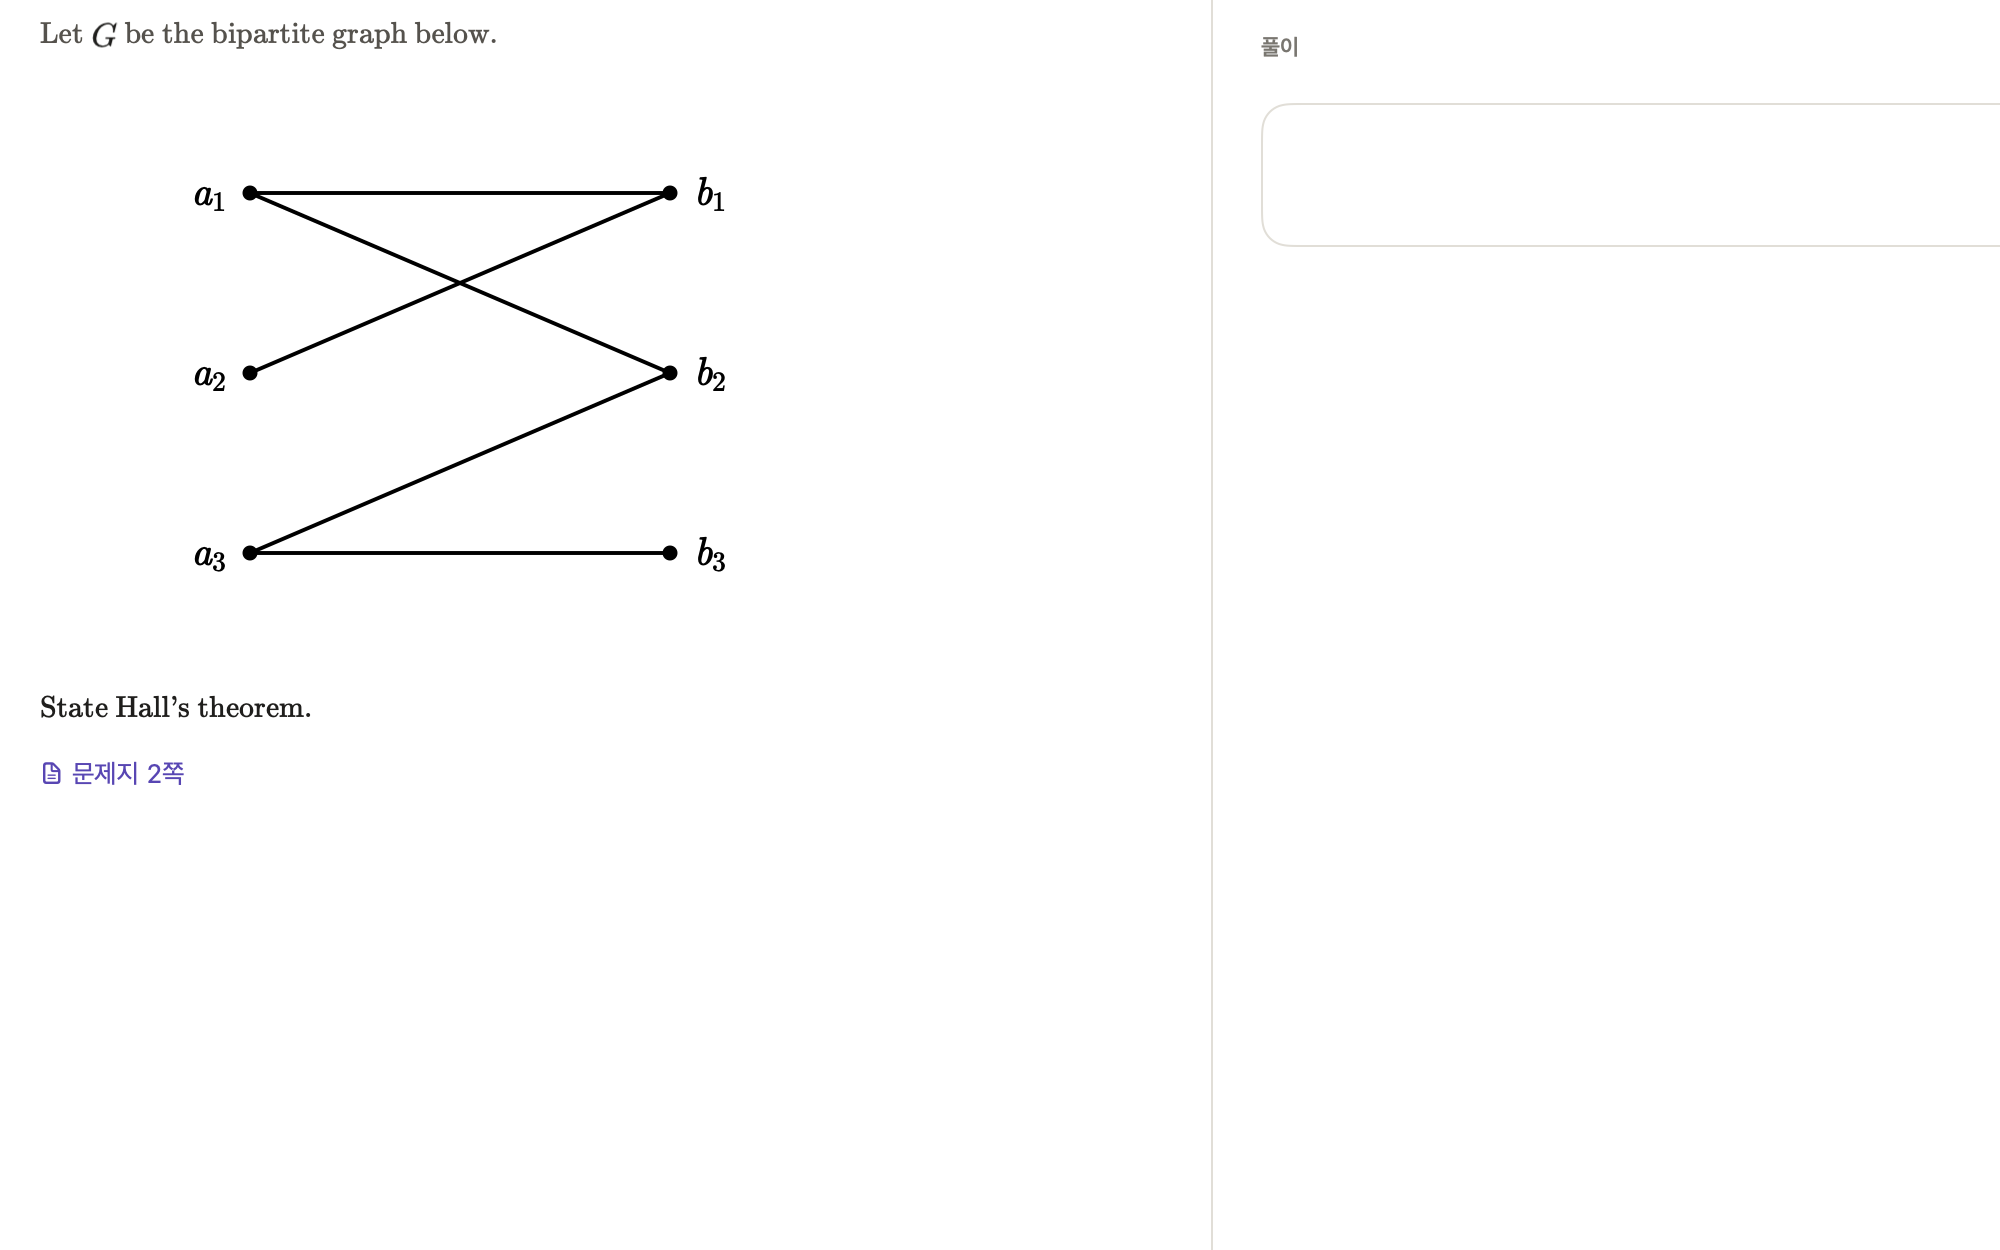 Let G be the bipartite graph below.
a₁ b₁
a₂ b₂
a₃ b₃
State Hall’s theorem.
문제지 2쪽
풀이